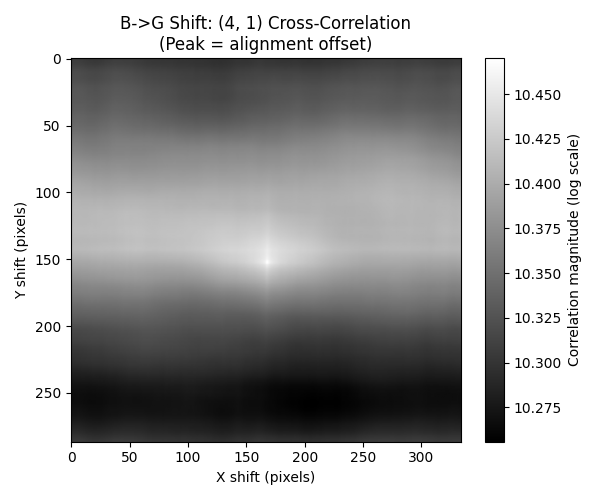 B->G Shift: (4, 1) Cross-Correlation
(Peak = alignment offset)
0
50
100
150
200
250
Y shift (pixels)
0 50 100 150 200 250 300
X shift (pixels)
10.450
10.425
10.400
10.375
10.350
10.325
10.300
10.275
Correlation magnitude (log scale)